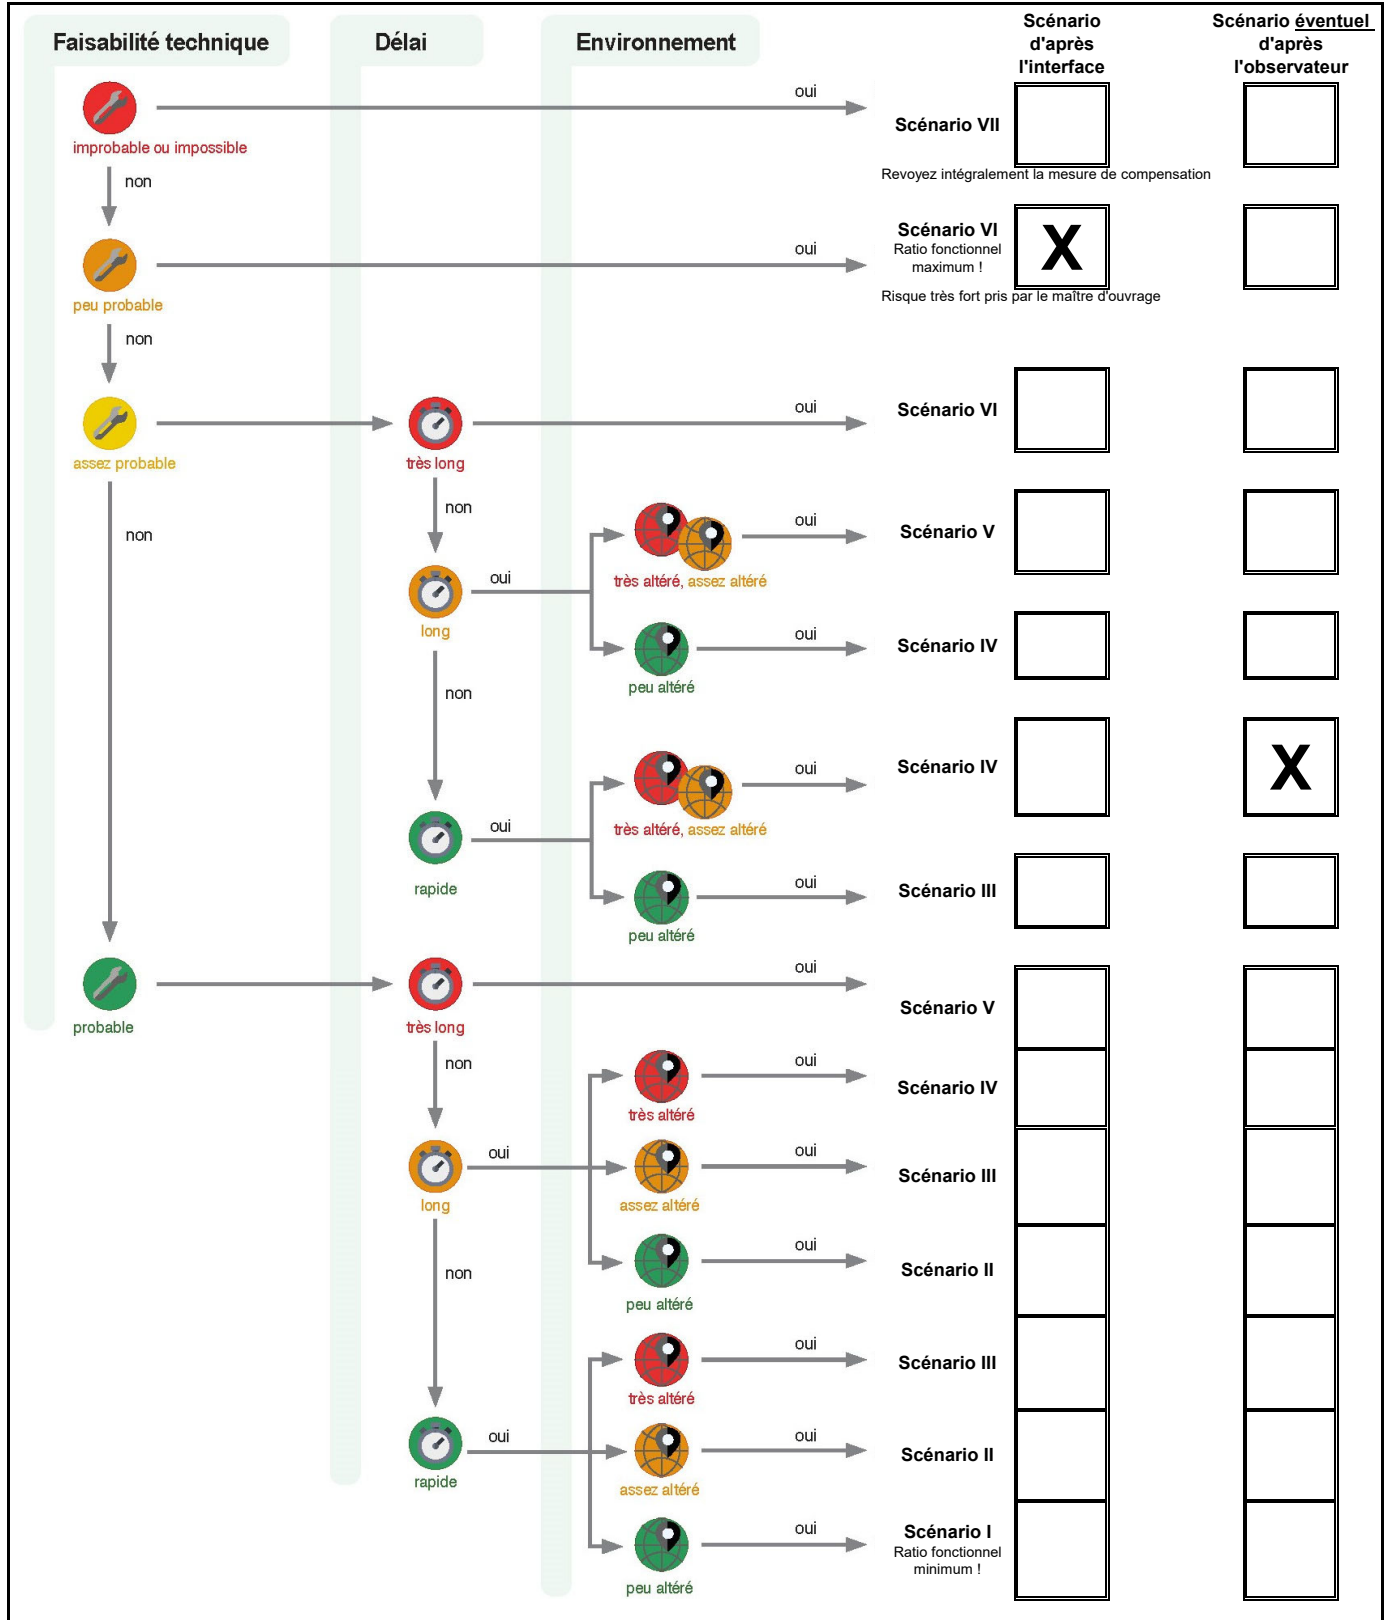 Faisabilité technique
Délai
Environnement
Scénario
d'après
l'interface
Scénario éventuel
d'après
l'observateur
oui
improbable ou impossible
Scénario VII
Revoyez intégralement la mesure de compensation
non
oui
peu probable
Scénario VI
Ratio fonctionnel
maximum !
X
Risque très fort pris par le maître d'ouvrage
non
assez probable
très long
oui
Scénario VI
non
non
très altéré, assez altéré
oui
Scénario V
long
oui
peu altéré
oui
Scénario IV
non
très altéré, assez altéré
oui
Scénario IV
X
rapide
oui
peu altéré
oui
Scénario III
probable
très long
oui
Scénario V
non
très altéré
oui
Scénario IV
long
oui
assez altéré
oui
Scénario III
peu altéré
oui
Scénario II
non
très altéré
oui
Scénario III
rapide
oui
assez altéré
oui
Scénario II
peu altéré
oui
Scénario I
Ratio fonctionnel
minimum !